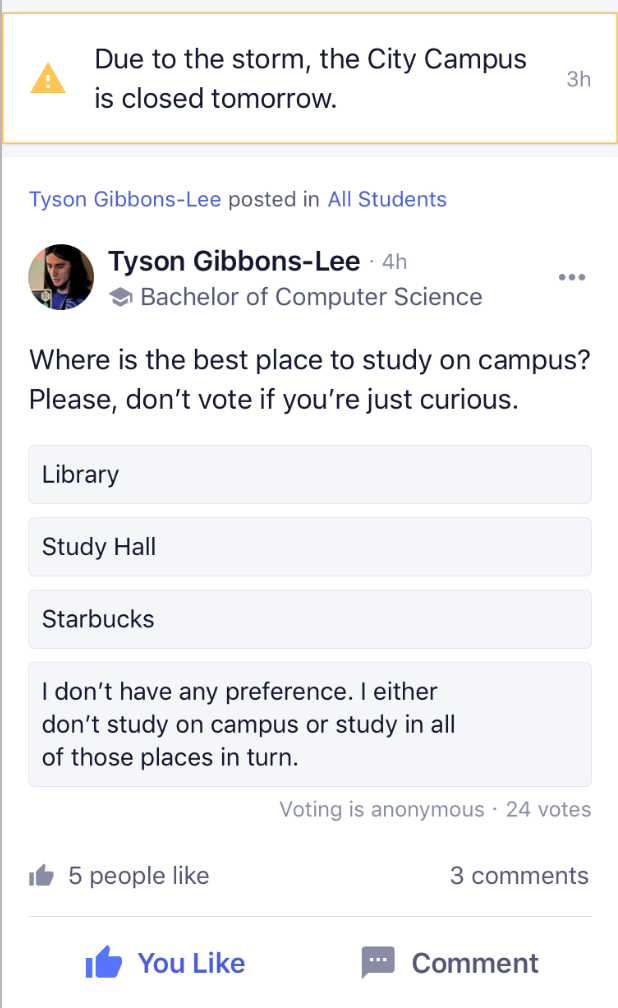 Due to the storm, the City Campus
is closed tomorrow.
3h
Tyson Gibbons-Lee posted in All Students
Tyson Gibbons-Lee · 4h
Bachelor of Computer Science
Where is the best place to study on campus?
Please, don’t vote if you’re just curious.
Library
Study Hall
Starbucks
I don’t have any preference. I either
don’t study on campus or study in all
of those places in turn.
Voting is anonymous · 24 votes
5 people like
3 comments
You Like
Comment